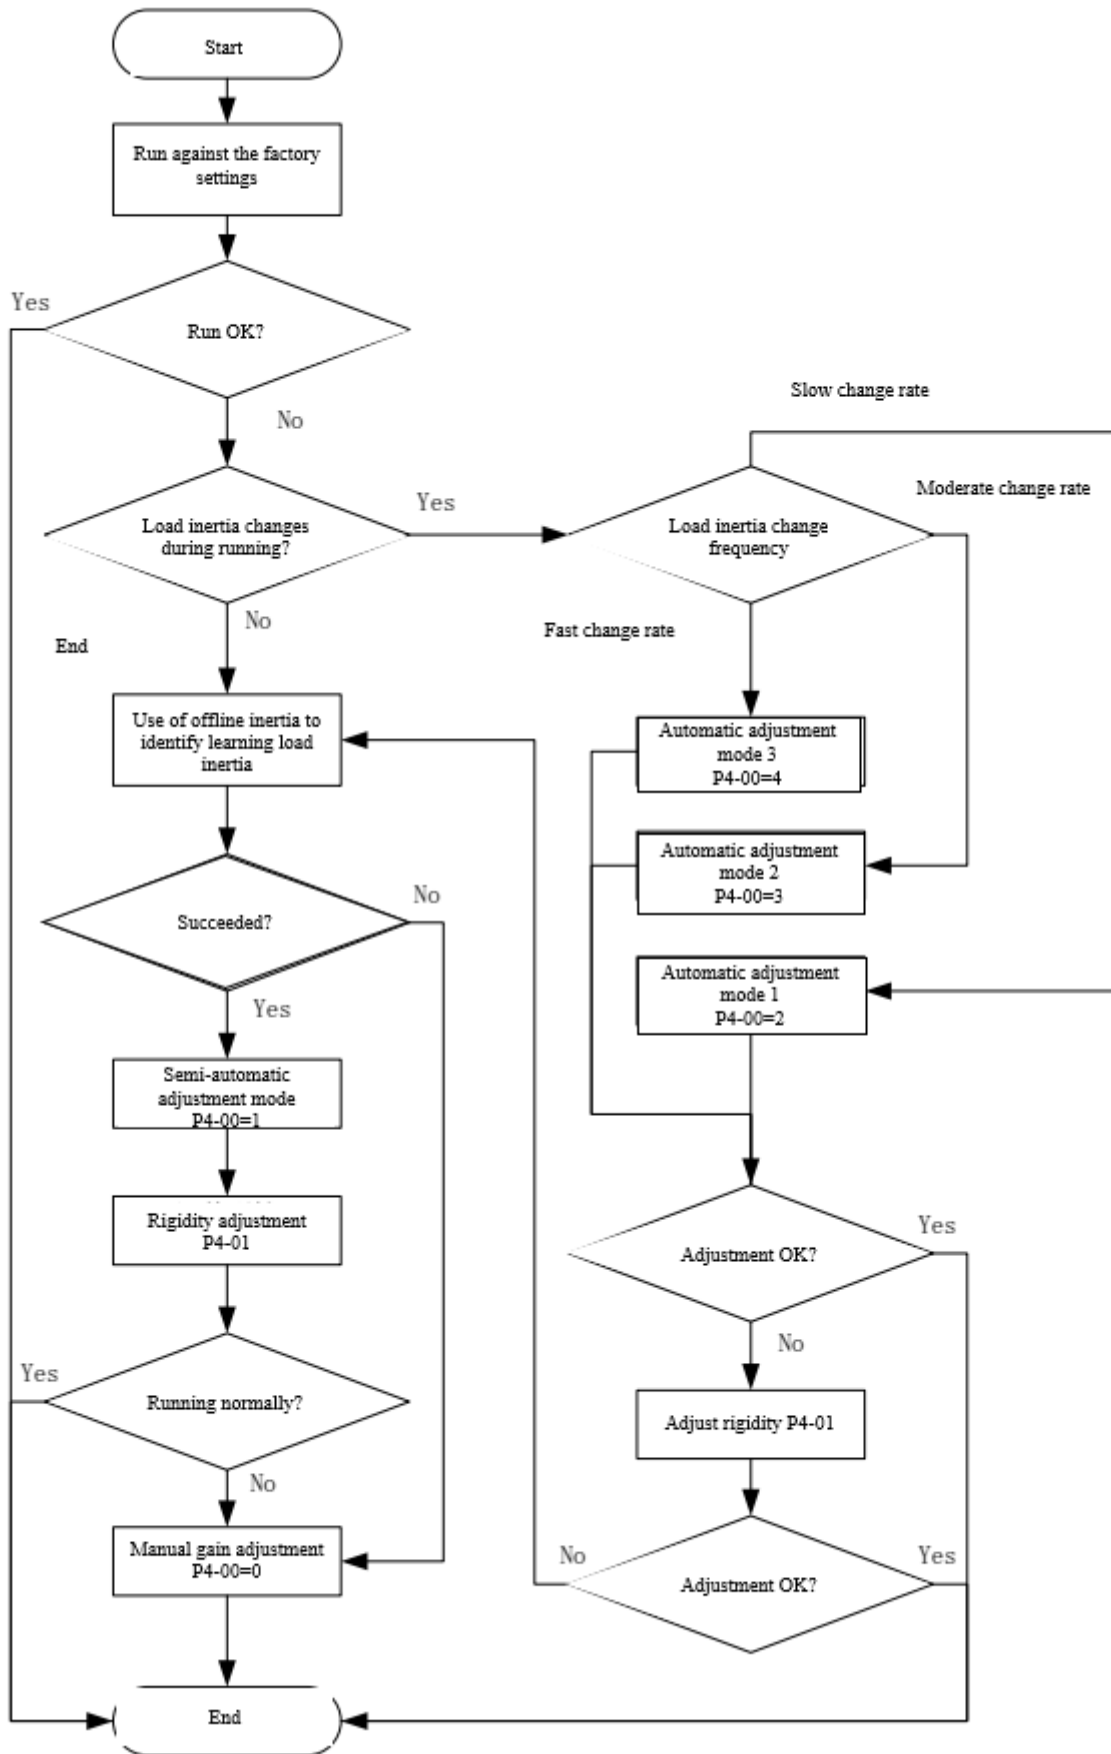 Start
Run against the factory
settings
Yes
Run OK?
No
Slow change rate
Moderate change rate
Load inertia changes
during running?
Yes
Load inertia change
frequency
No
Fast change rate
End
Use of offline inertia to
identify learning load
inertia
Automatic adjustment
mode 3
P4-00=4
Automatic adjustment
mode 2
P4-00=3
Succeeded?
No
Automatic adjustment
mode 1
P4-00=2
Yes
Semi-automatic
adjustment mode
P4-00=1
Rigidity adjustment
P4-01
Adjustment OK?
Yes
No
Yes
Running normally?
Adjust rigidity P4-01
No
Manual gain adjustment
P4-00=0
No
Adjustment OK?
Yes
End